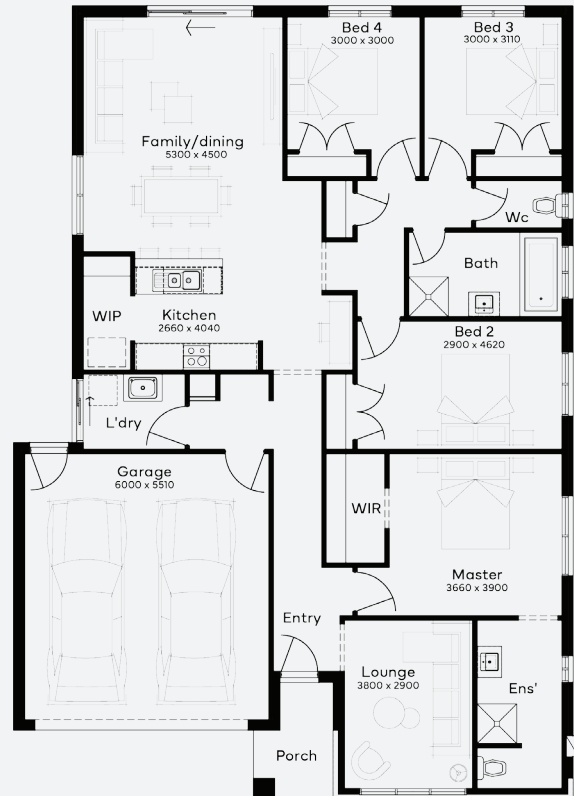 Bed 4
3000 x 3000
Bed 3
3000 x 3110
Family/dining
5300 x 4500
Wc
Bath
WIP
Kitchen
2660 x 4040
Bed 2
2900 x 4620
L'dry
Garage
6000 x 5510
WIR
Master
3660 x 3900
Entry
Lounge
3800 x 2900
Ens'
Porch